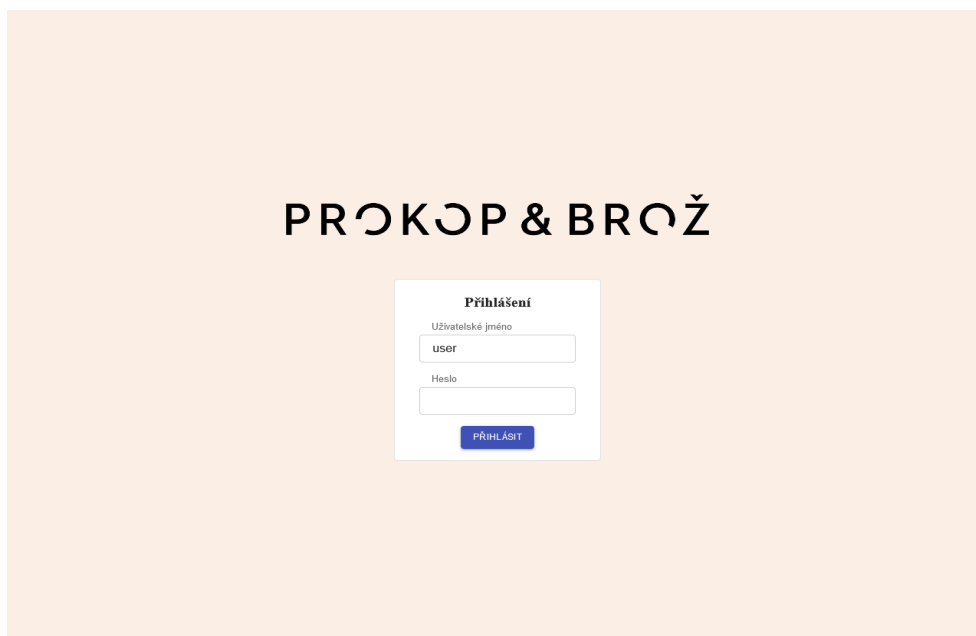 PROKOP & BROŽ
Přihlášení
Uživatelské jméno
user
Heslo
PŘIHLÁSIT